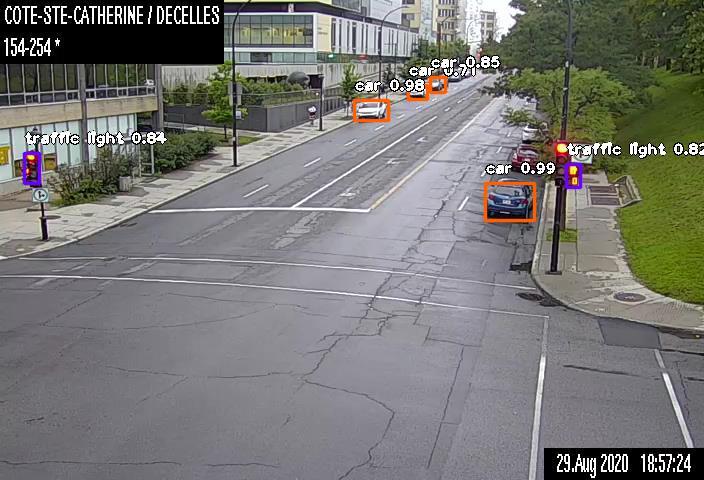 COTE-STE-CATHERINE / DECELLES
154-254 *
car 0.85
car 0.71
car 0.98
traffic light 0.84
traffic light 0.82
car 0.99
29.Aug 2020 18:57:24